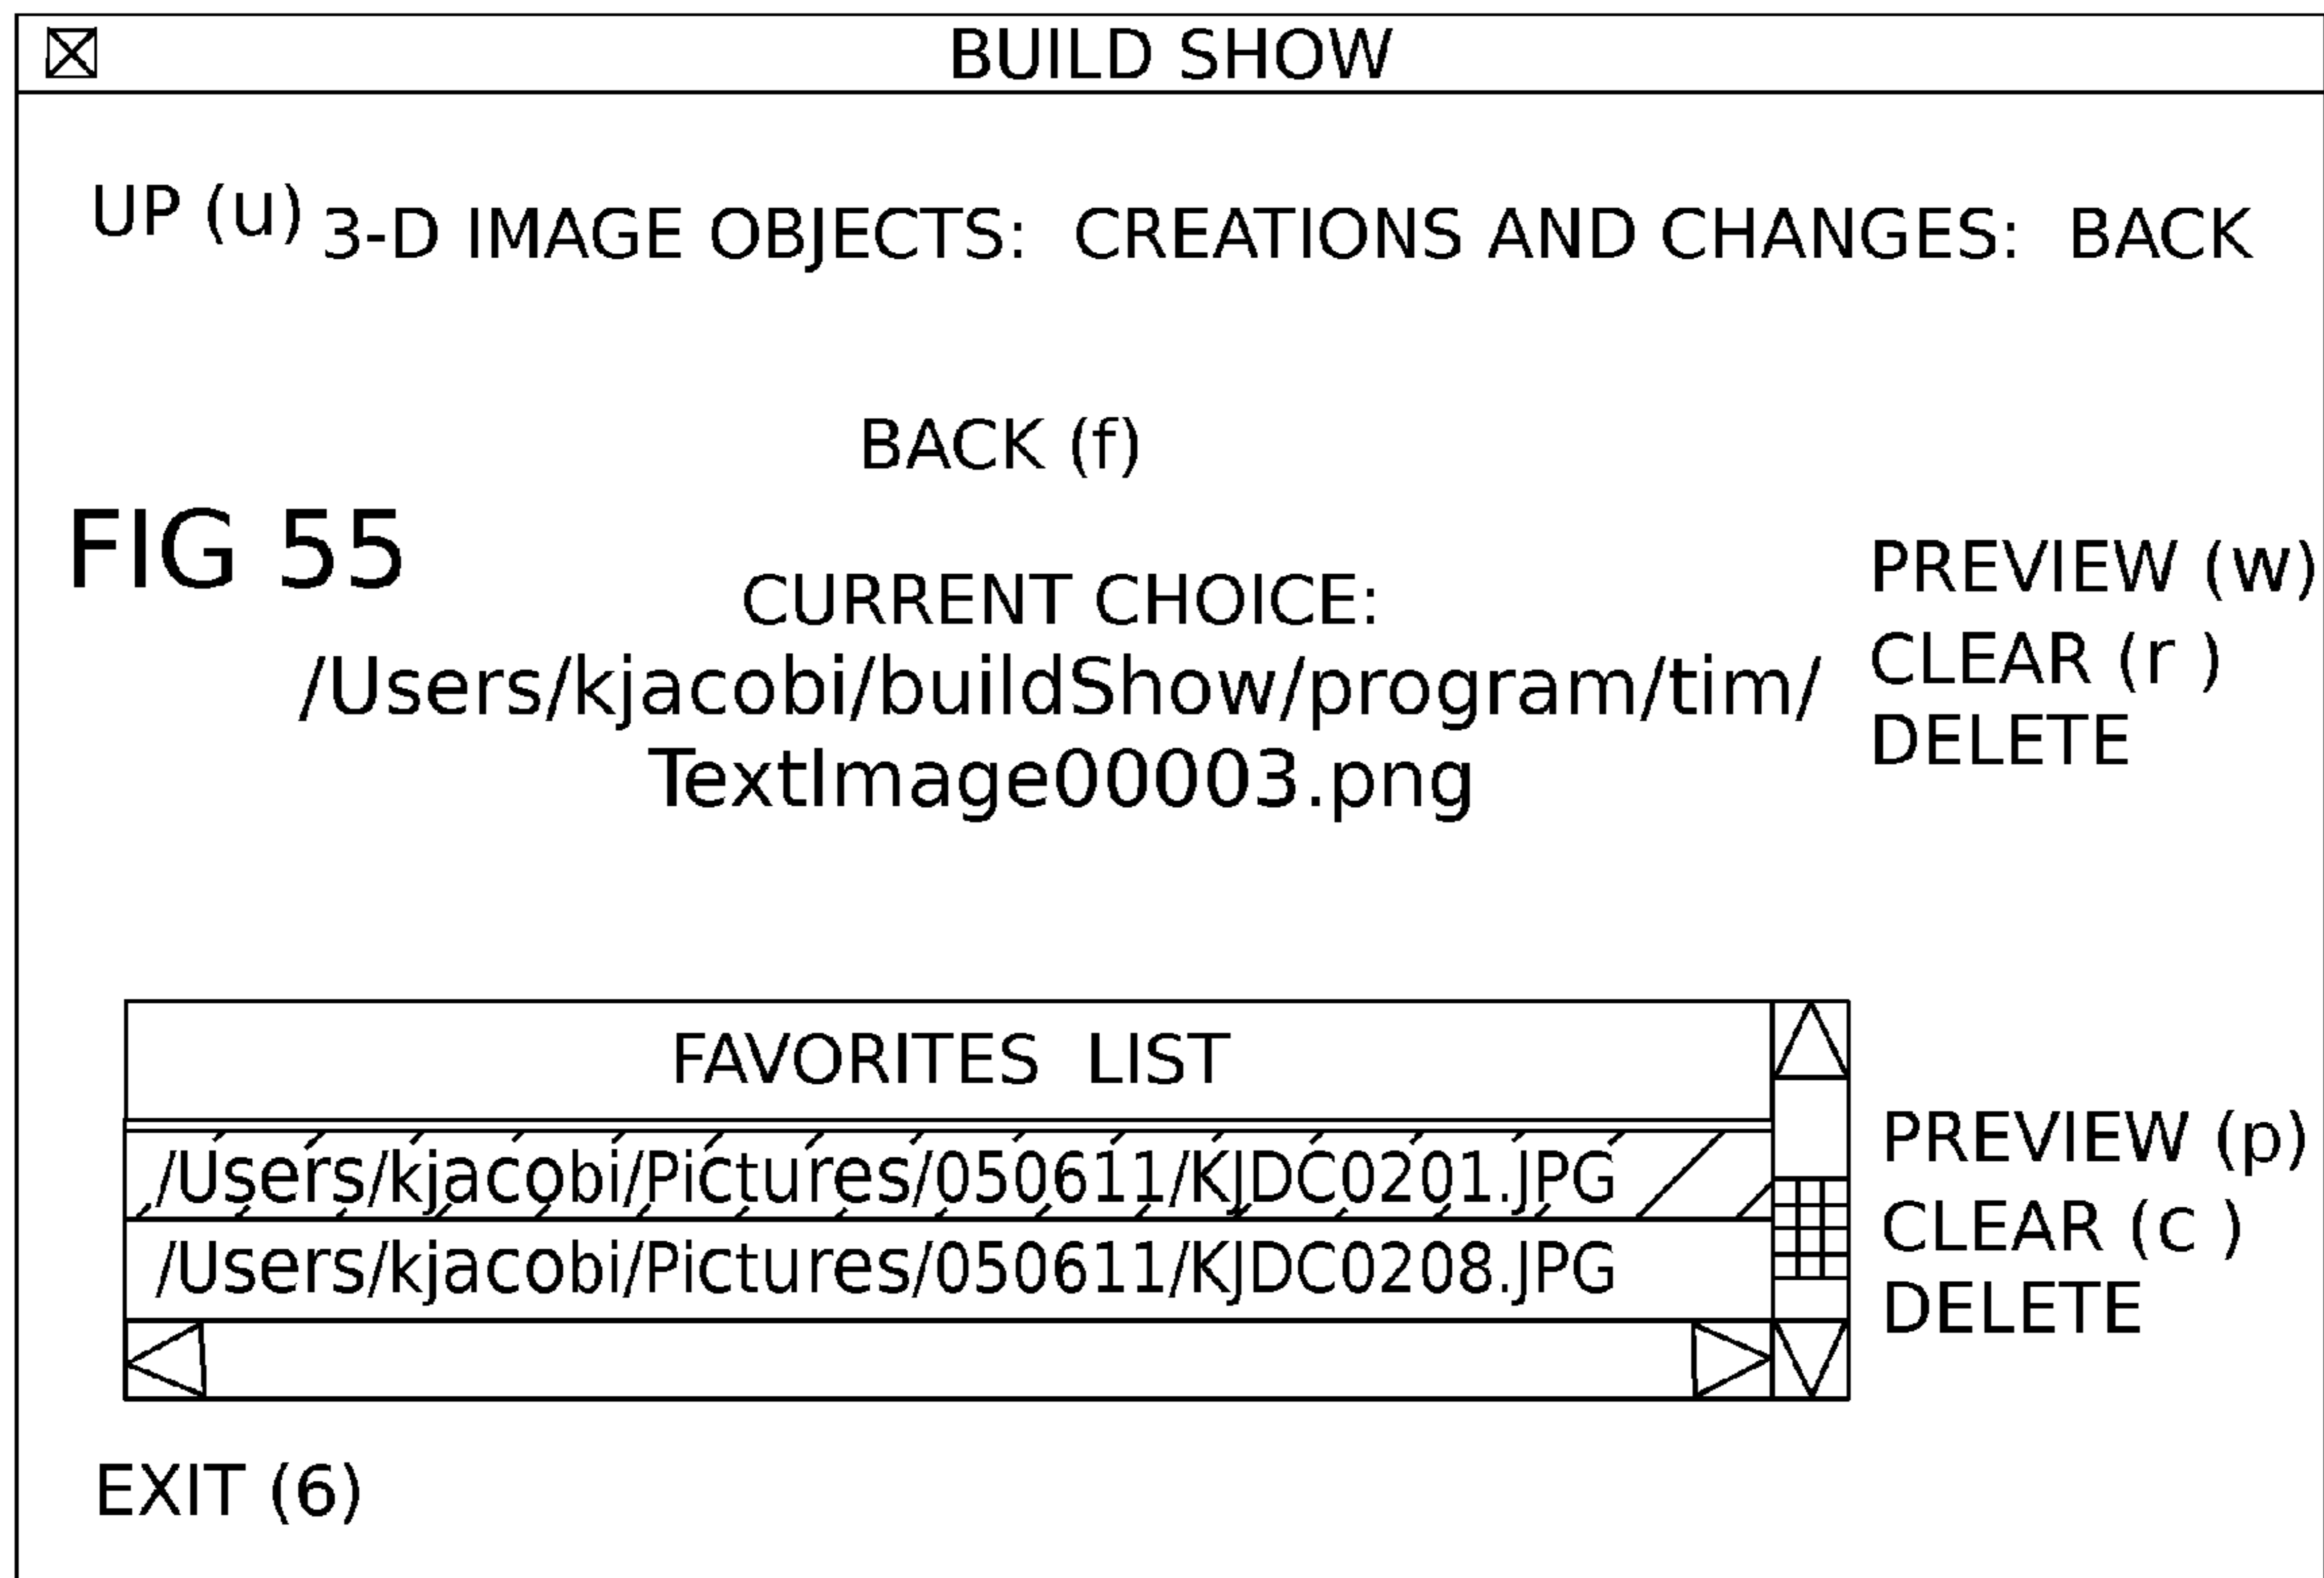 BUILD SHOW
UP (u)
3-D IMAGE OBJECTS: CREATIONS AND CHANGES: BACK
BACK (f)
FIG 55
CURRENT CHOICE:
/Users/kjacobi/buildShow/program/tim/
TextImage00003.png
PREVIEW (w)
CLEAR (r )
DELETE
FAVORITES LIST
/Users/kjacobi/Pictures/050611/KJDC0201.JPG
/Users/kjacobi/Pictures/050611/KJDC0208.JPG
PREVIEW (p)
CLEAR (c )
DELETE
EXIT (6)